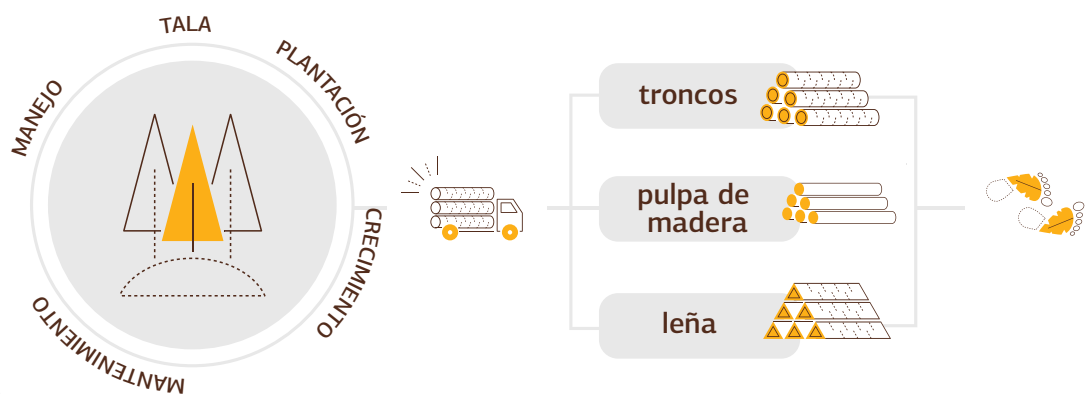 TALA
PLANTACIÓN
CRECIMIENTO
MANTENIMIENTO
MANEJO
troncos
pulpa de
madera
leña